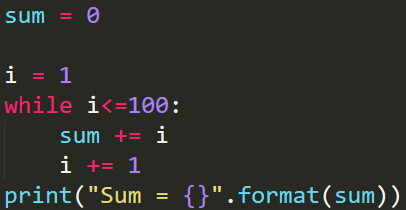 sum = 0
i = 1
while i<=100:
    sum += i
    i += 1
print("Sum = {}".format(sum))